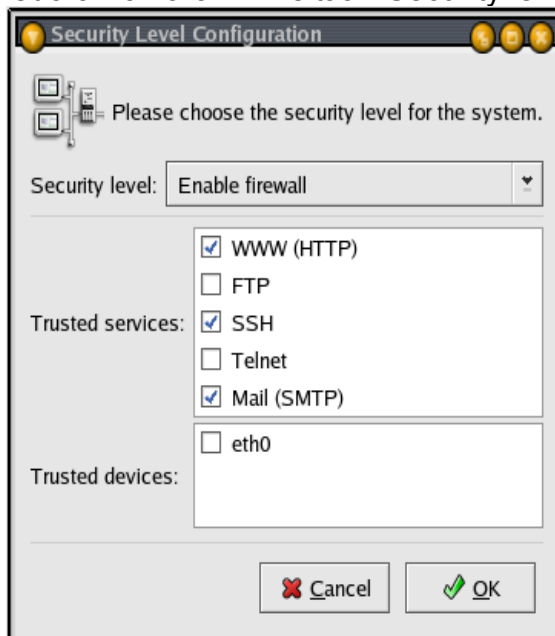 Security Level Configuration
Please choose the security level for the system.
Security level: Enable firewall
Trusted services:
WWW (HTTP)
FTP
SSH
Telnet
Mail (SMTP)
Trusted devices:
eth0
Cancel
OK